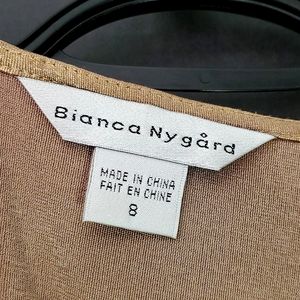 Bianca Nygård
MADE IN CHINA
FAIT EN CHINE
8